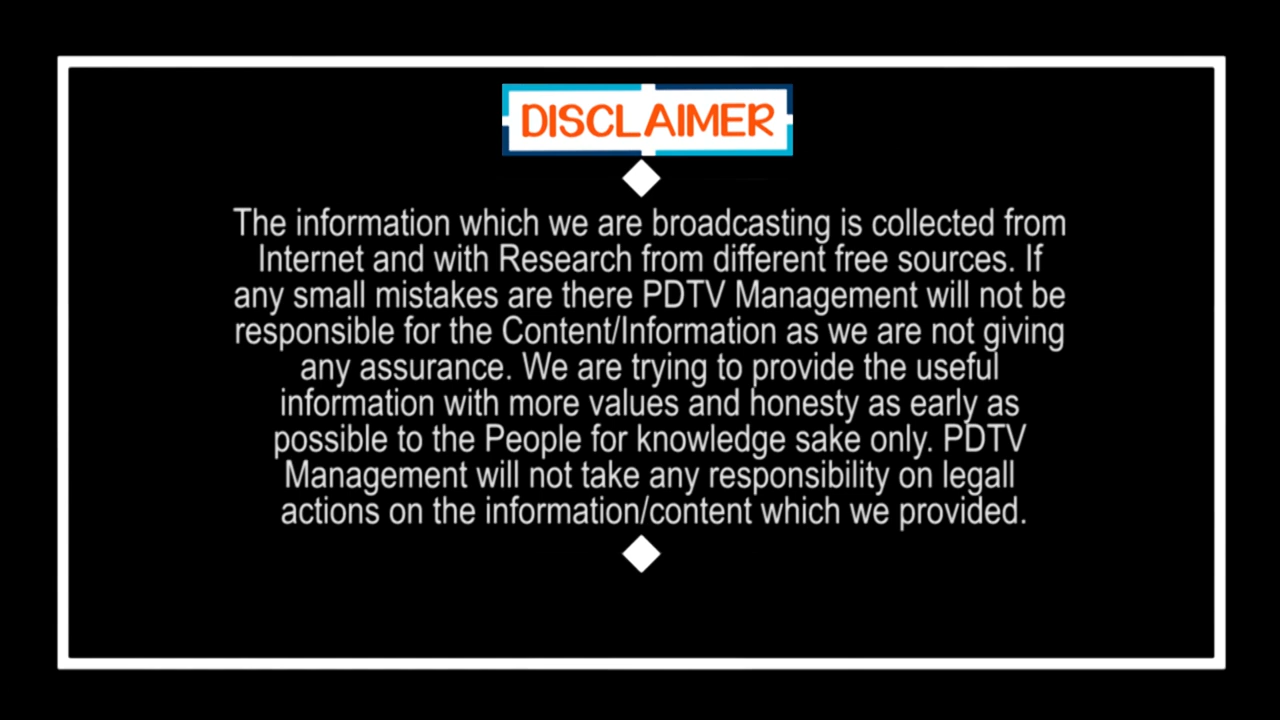 DISCLAIMER
The information which we are broadcasting is collected from
Internet and with Research from different free sources. If
any small mistakes are there PDTV Management will not be
responsible for the Content/Information as we are not giving
any assurance. We are trying to provide the useful
information with more values and honesty as early as
possible to the People for knowledge sake only. PDTV
Management will not take any responsibility on legall
actions on the information/content which we provided.